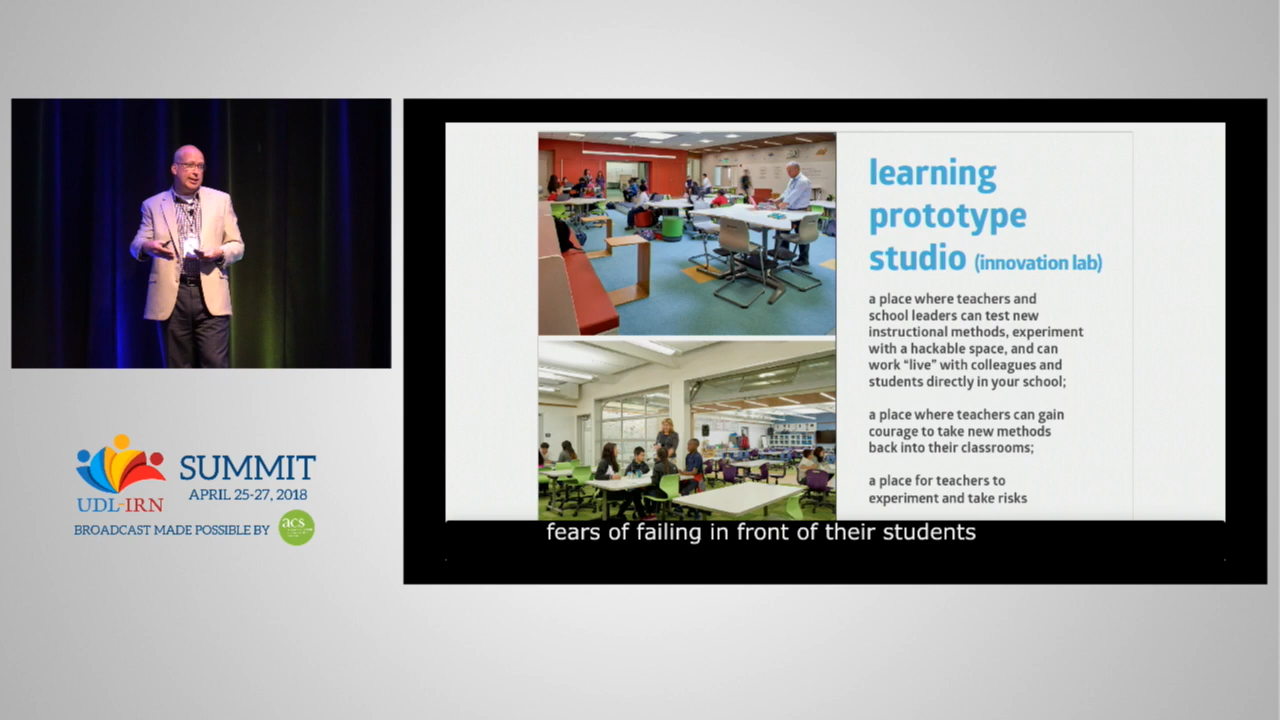 learning
prototype
studio (innovation lab)
a place where teachers and
school leaders can test new
instructional methods, experiment
with a hackable space, and can
work “live” with colleagues and
students directly in your school;
a place where teachers can gain
courage to take new methods
back into their classrooms;
a place for teachers to
experiment and take risks
fears of failing in front of their students
UDL-IRN
SUMMIT
APRIL 25-27, 2018
BROADCAST MADE POSSIBLE BY
acs